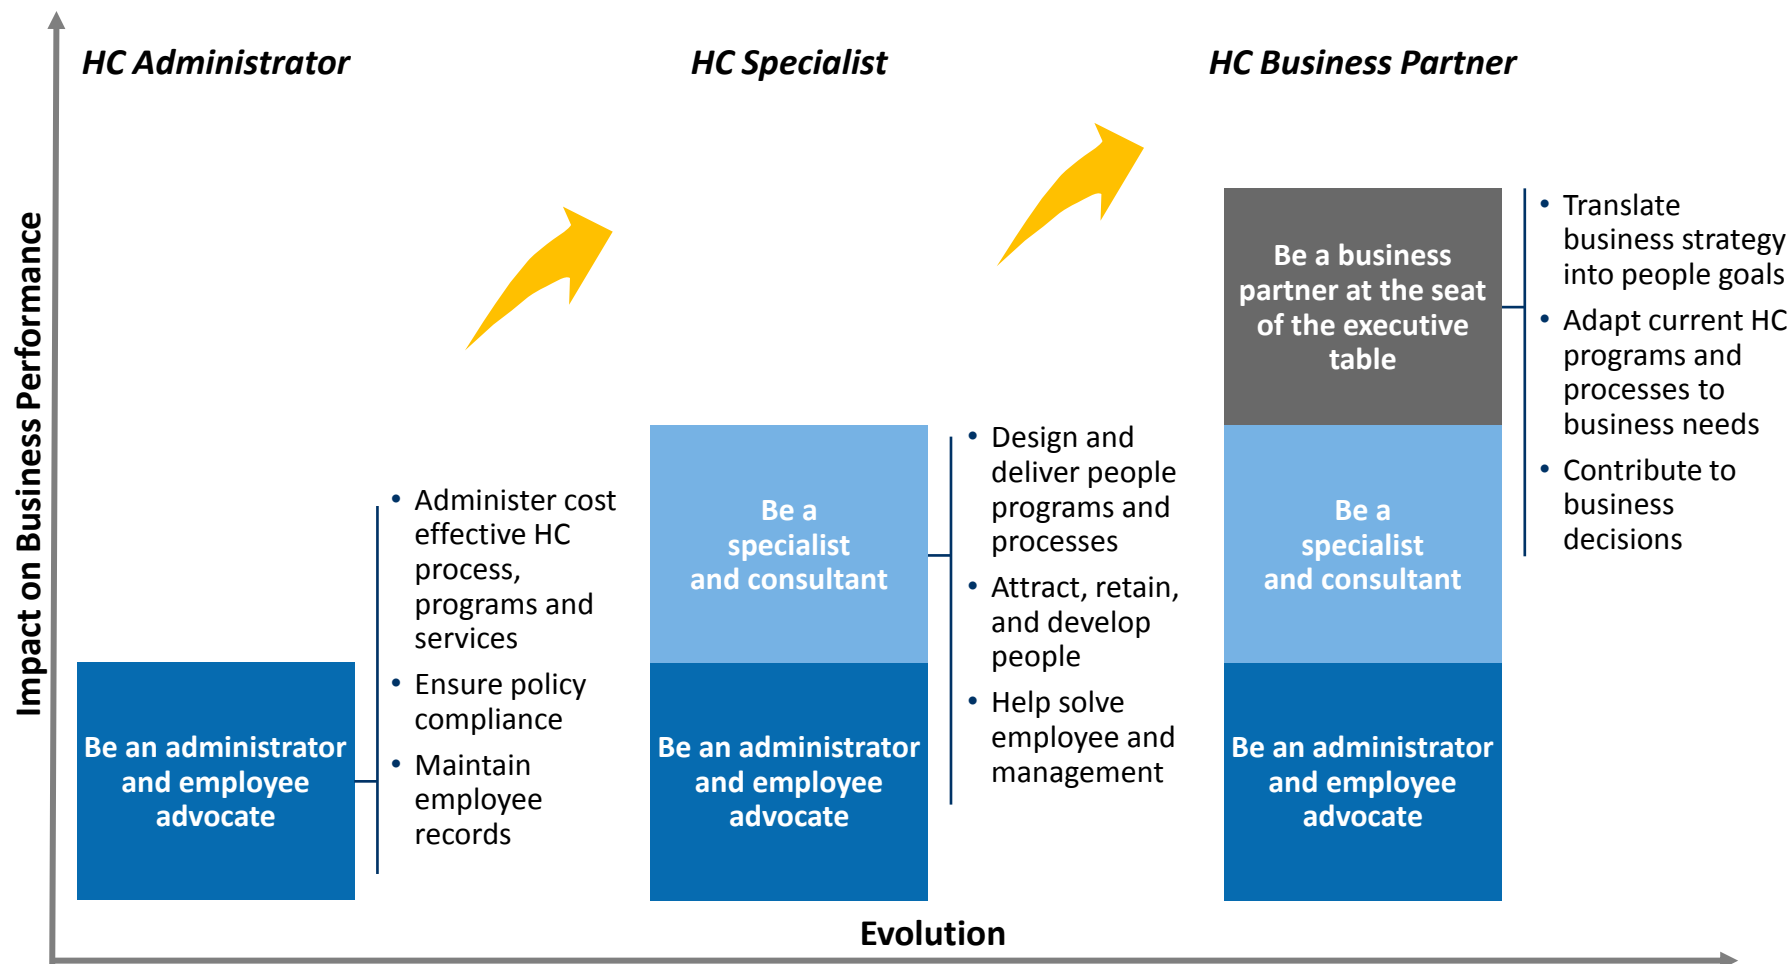 HC Administrator
HC Specialist
HC Business Partner
Impact on Business Performance
Be an administrator
and employee
advocate
• Administer cost
effective HC
process,
programs and
services
• Ensure policy
compliance
• Maintain
employee
records
Be a
specialist
and consultant
Be an administrator
and employee
advocate
• Design and
deliver people
programs and
processes
• Attract, retain,
and develop
people
• Help solve
employee and
management
Be a business
partner at the seat
of the executive
table
Be a
specialist
and consultant
Be an administrator
and employee
advocate
• Translate
business strategy
into people goals
• Adapt current HC
programs and
processes to
business needs
• Contribute to
business
decisions
Evolution